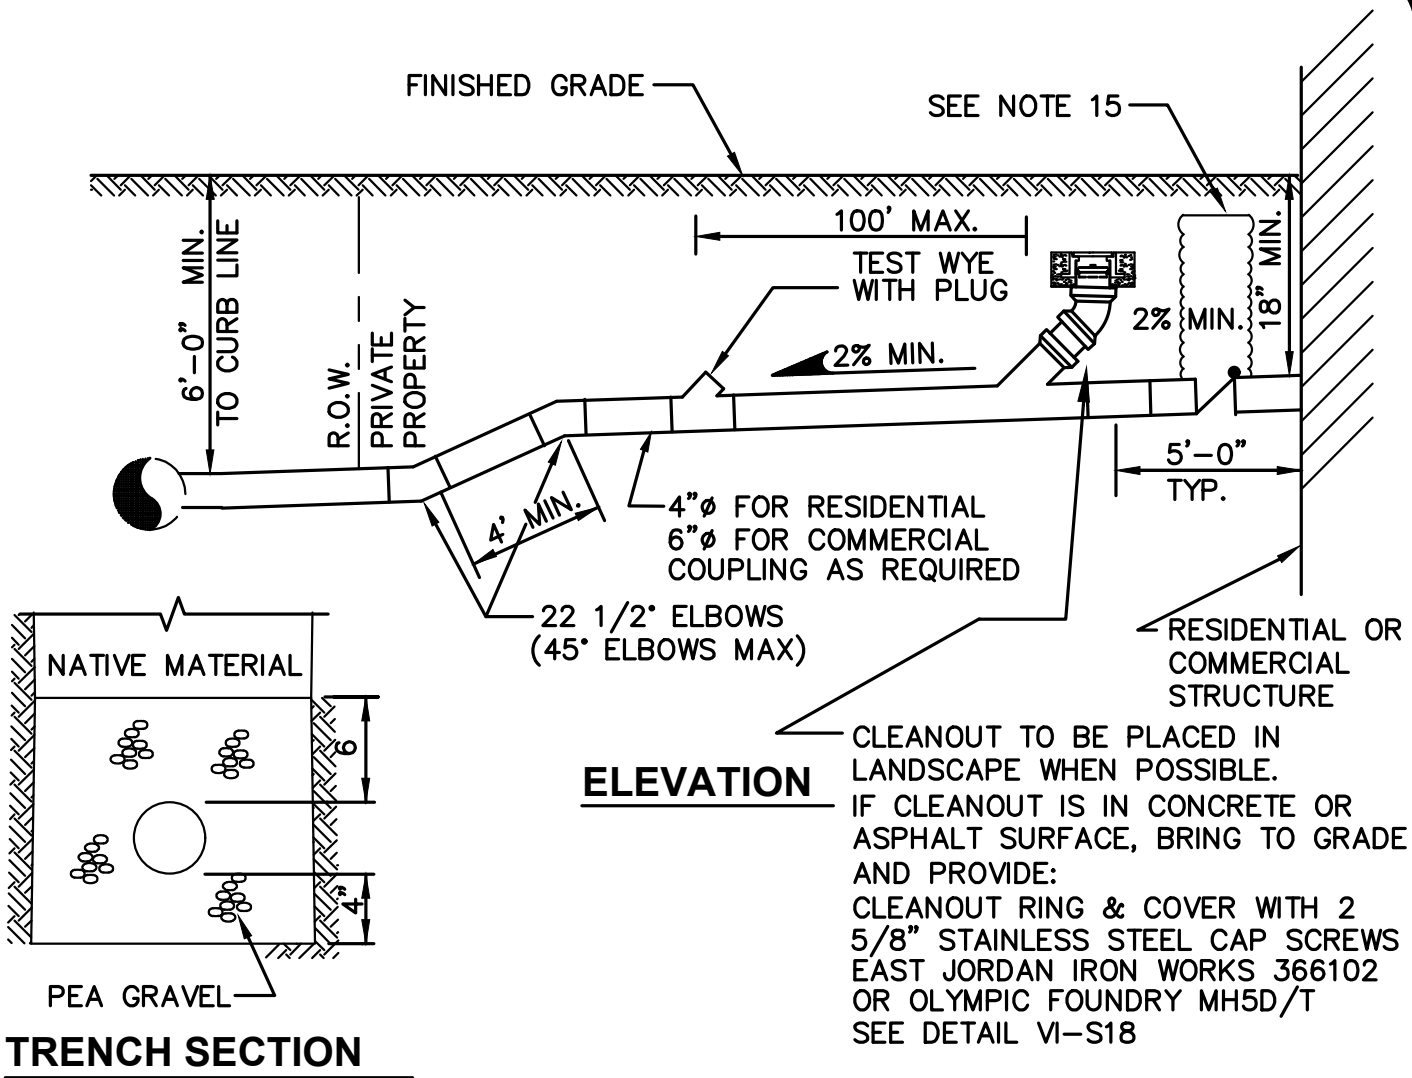 FINISHED GRADE
SEE NOTE 15
100' MAX.
TEST WYE
WITH PLUG
6'-0" MIN.
TO CURB LINE
R.O.W.
PRIVATE
PROPERTY
2% MIN.
2% MIN.
18" MIN.
5'-0"
TYP.
4' MIN.
4"ø FOR RESIDENTIAL
6"ø FOR COMMERCIAL
COUPLING AS REQUIRED
22 1/2° ELBOWS
(45° ELBOWS MAX)
RESIDENTIAL OR
COMMERCIAL
STRUCTURE
CLEANOUT TO BE PLACED IN
LANDSCAPE WHEN POSSIBLE.
IF CLEANOUT IS IN CONCRETE OR
ASPHALT SURFACE, BRING TO GRADE
AND PROVIDE:
CLEANOUT RING & COVER WITH 2
5/8" STAINLESS STEEL CAP SCREWS
EAST JORDAN IRON WORKS 366102
OR OLYMPIC FOUNDRY MH5D/T
SEE DETAIL VI-S18
ELEVATION
NATIVE MATERIAL
6
4"
PEA GRAVEL
TRENCH SECTION